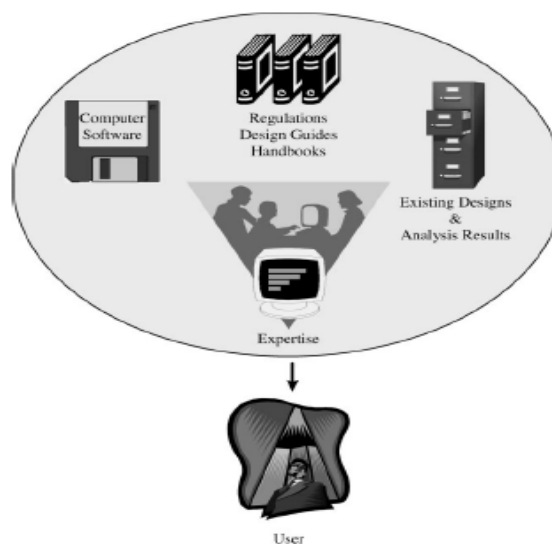 Computer
Software
Regulations
Design Guides
Handbooks
Existing Designs
&
Analysis Results
Expertise
User